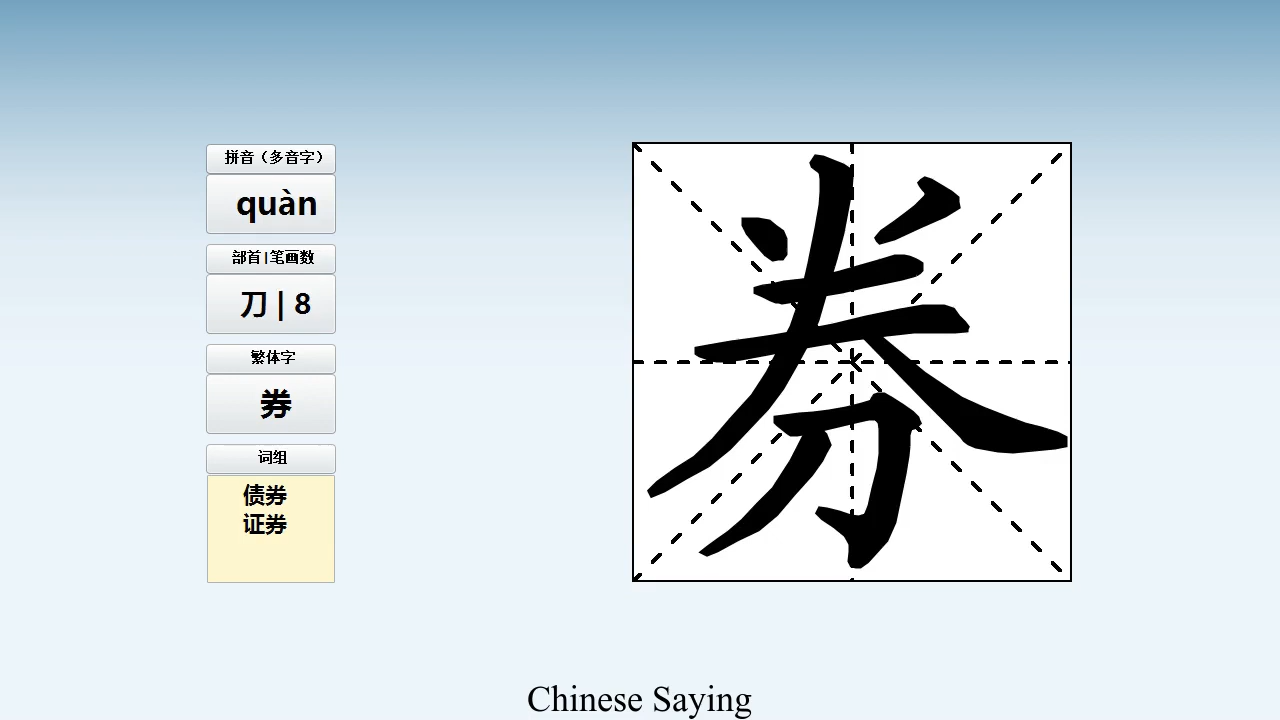 拼音（多音字）
quàn
部首|笔画数
刀 | 8
繁体字
券
词组
债券
证券
券
Chinese Saying